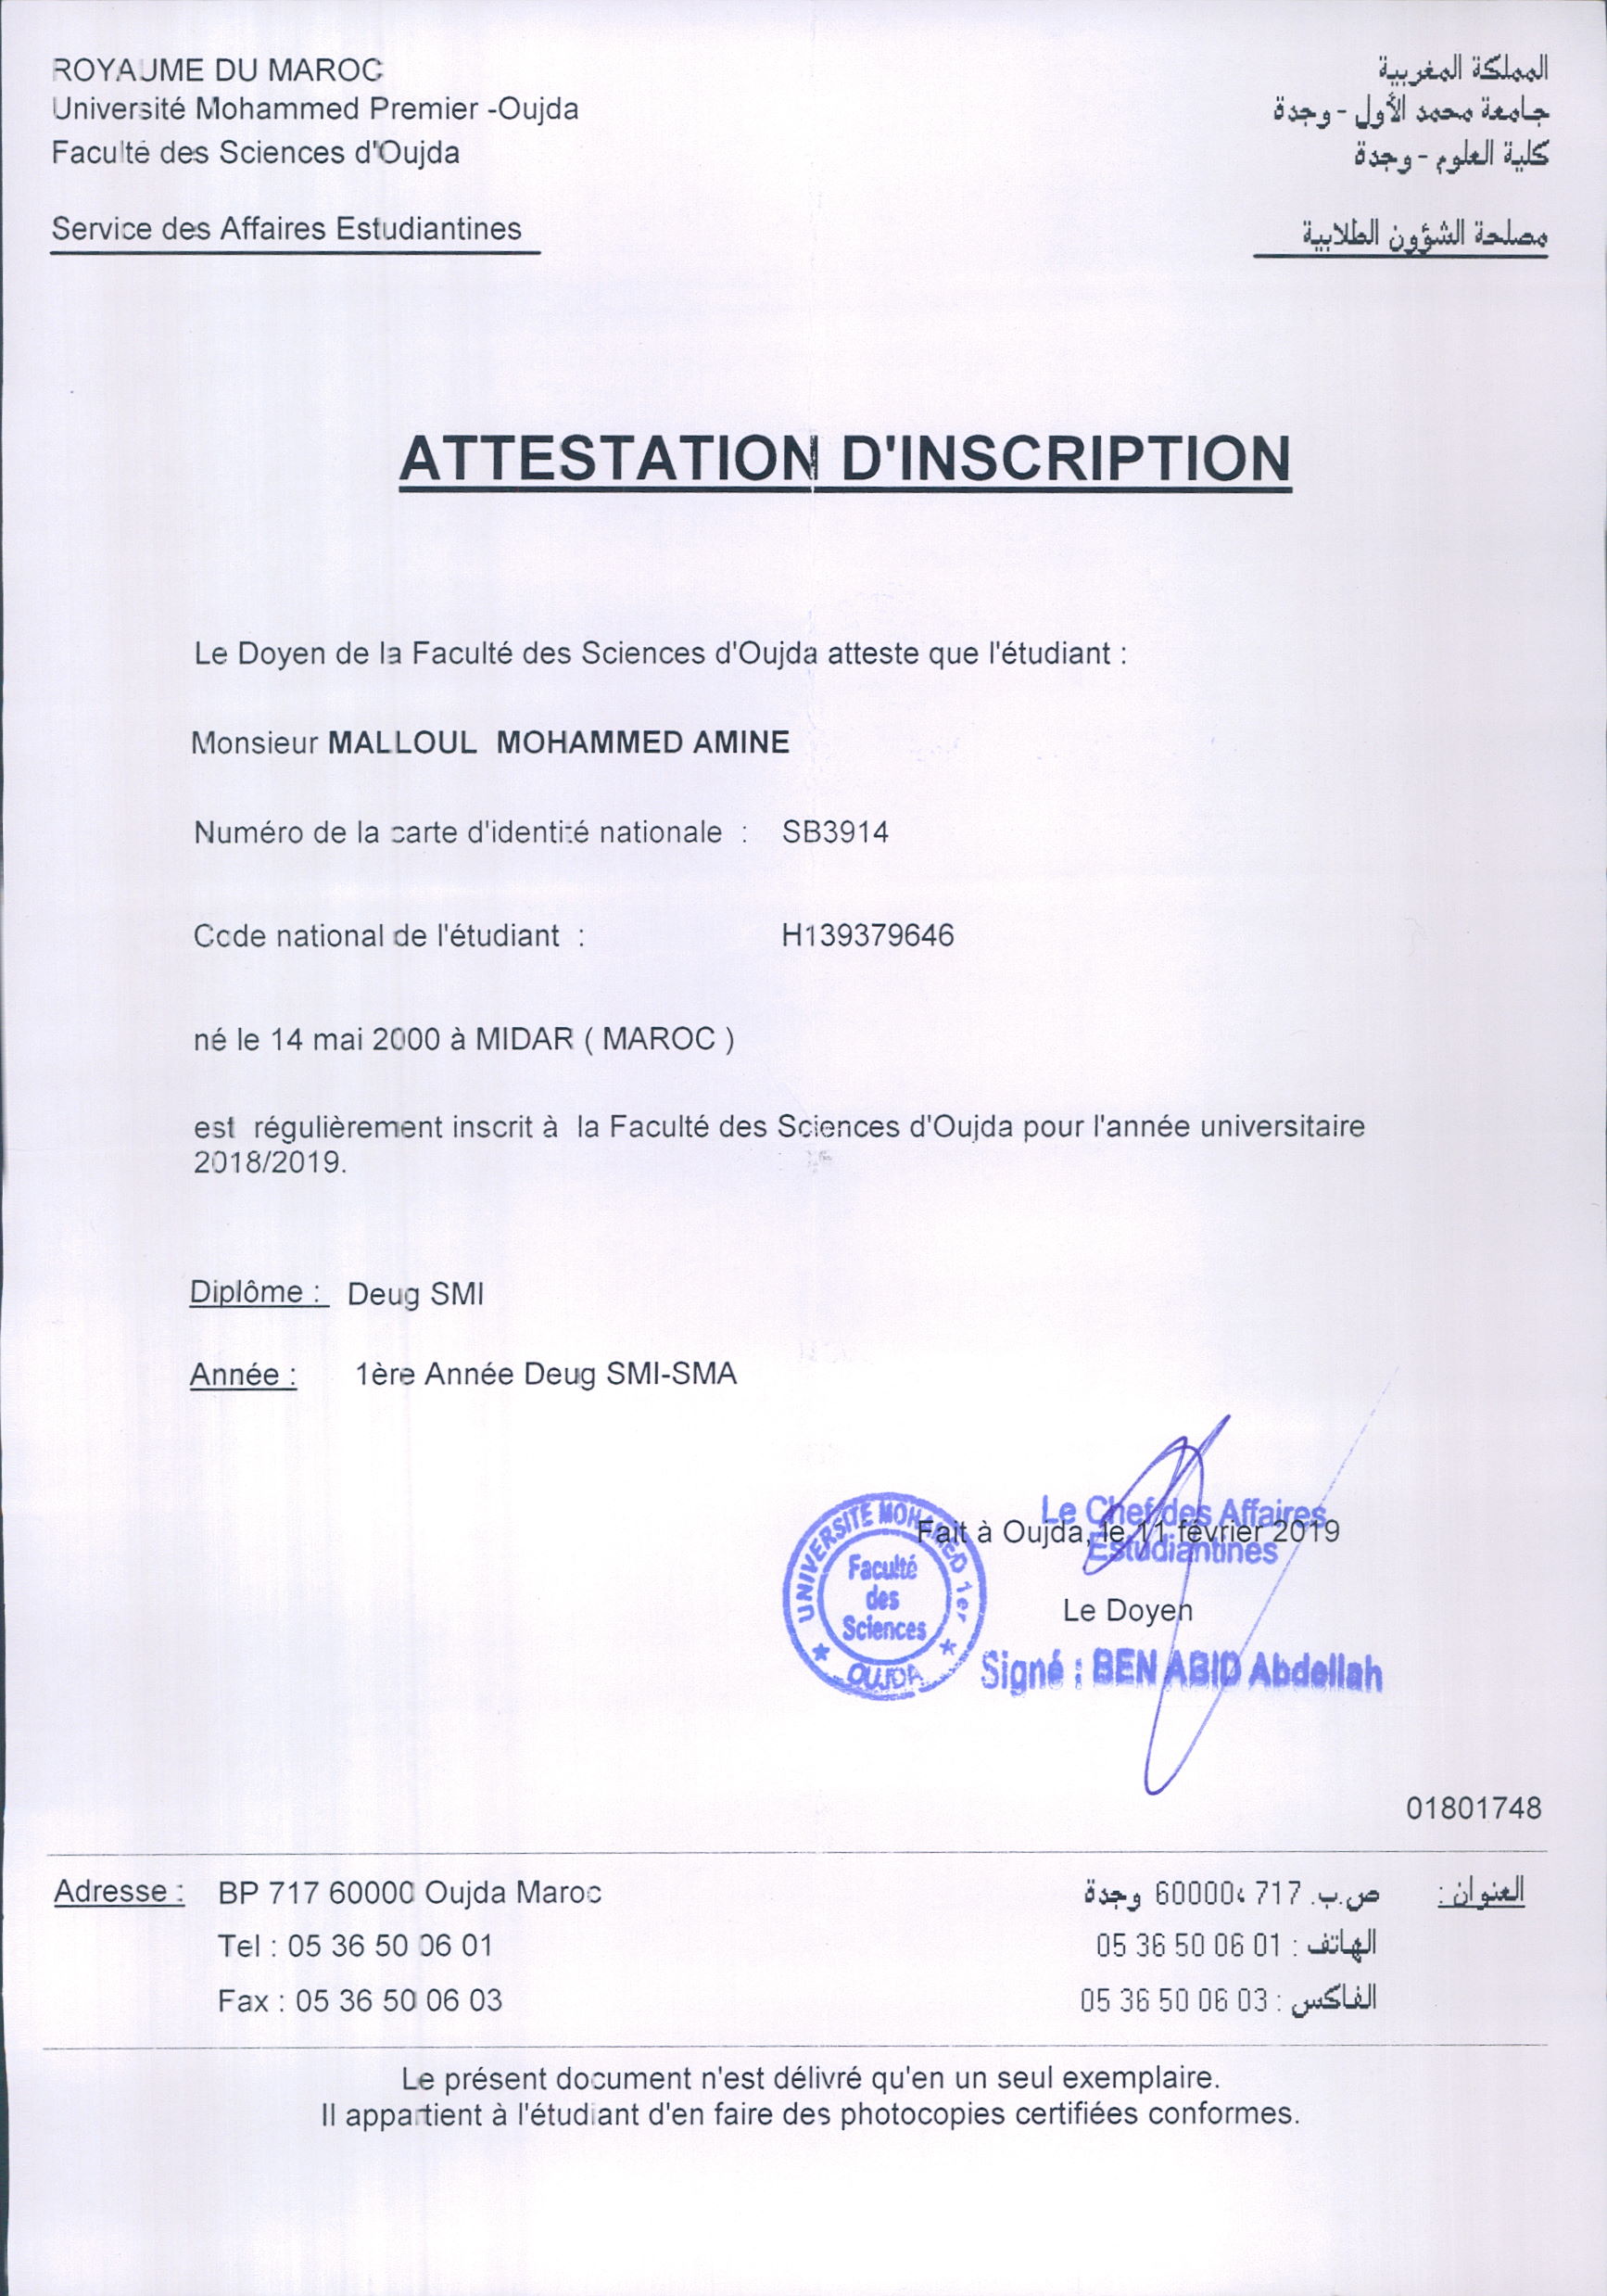 ROYAUME DU MAROC
Université Mohammed Premier -Oujda
Faculté des Sciences d'Oujda
Service des Affaires Estudiantines
المملكة المغربية
جامعة محمد الأول - وجدة
كلية العلوم - وجدة
مصلحة الشؤون الطلابية
ATTESTATION D'INSCRIPTION
Le Doyen de la Faculté des Sciences d'Oujda atteste que l'étudiant :
Monsieur MALLOUL MOHAMMED AMINE
Numéro de la carte d'identité nationale : SB3914
Code national de l'étudiant : H139379646
né le 14 mai 2000 à MIDAR ( MAROC )
est régulièrement inscrit à la Faculté des Sciences d'Oujda pour l'année universitaire
2018/2019.
Diplôme : Deug SMI
Année : 1ère Année Deug SMI-SMA
Le Chef des Affaires
Estudiantines
Fait à Oujda, le 11 février 2019
UNIVERSITE MOHAMED 1er
Faculté
des
Sciences
OUJDA
Le Doyen
Signé : BEN ABID Abdellah
01801748
Adresse : BP 717 60000 Oujda Maroc
Tel : 05 36 50 06 01
Fax : 05 36 50 06 03
العنوان : ص.ب. 717 ،60000 وجدة
الهاتف : 05 36 50 06 01
الفاكس : 05 36 50 06 03
Le présent document n'est délivré qu'en un seul exemplaire.
Il appartient à l'étudiant d'en faire des photocopies certifiées conformes.